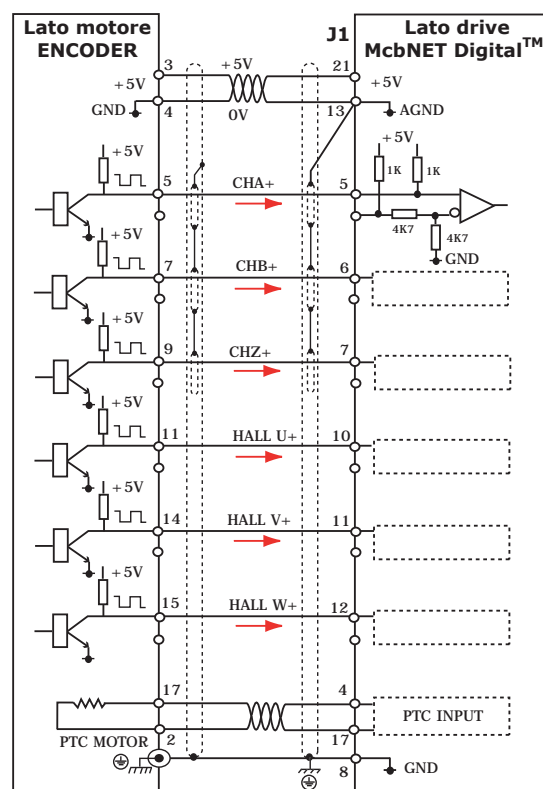 Lato motore
ENCODER
J1
Lato drive
McbNET Digital™
3
+5V
21
+5V
+5V
GND
4
0V
13
AGND
+5V
+5V
1K
1K
5
CHA+
5
4K7
4K7
GND
+5V
7
CHB+
6
+5V
9
CHZ+
7
+5V
11
HALL U+
10
+5V
14
HALL V+
11
+5V
15
HALL W+
12
17
4
PTC INPUT
PTC MOTOR
2
17
8
GND